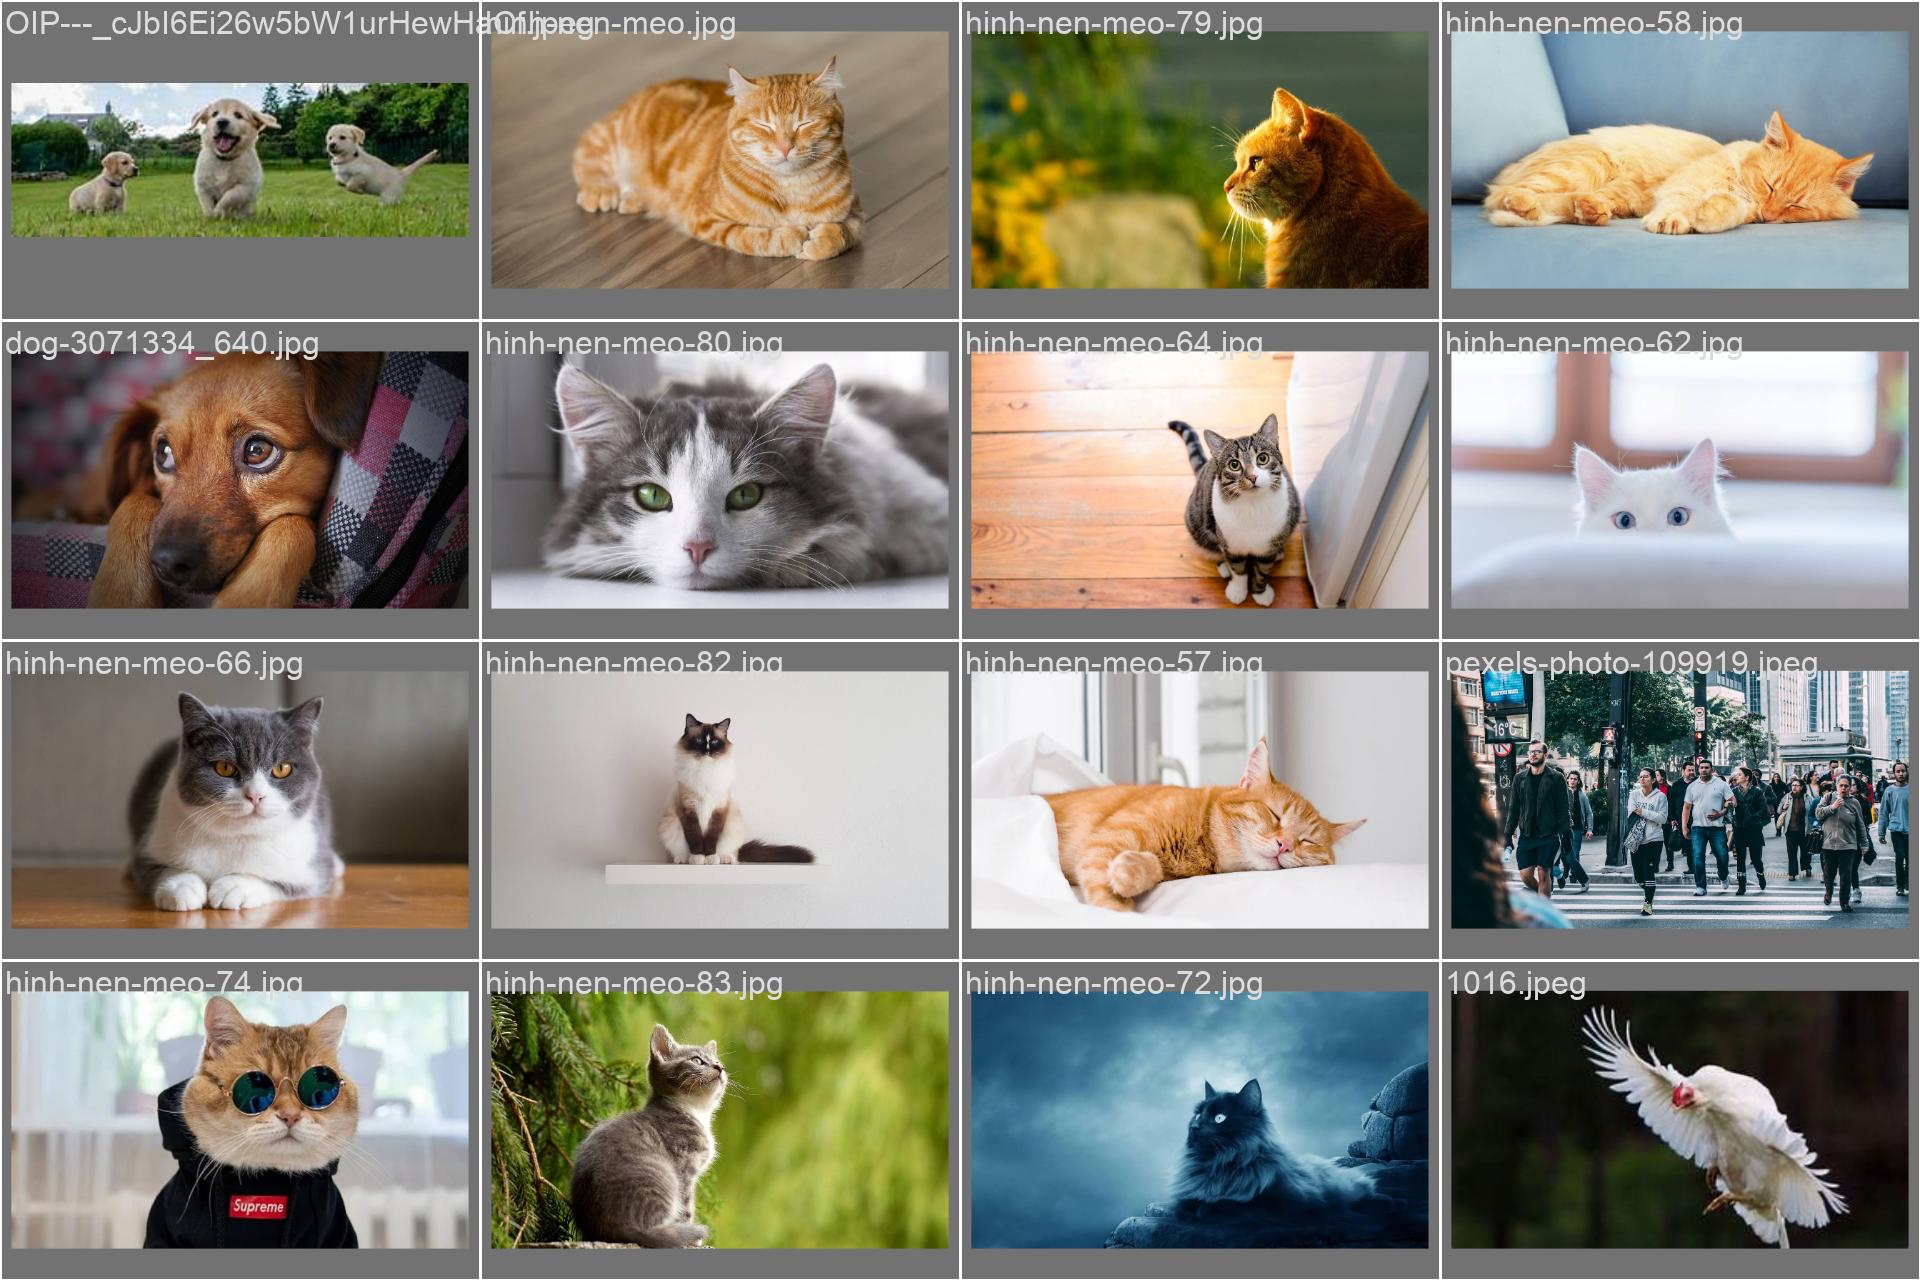 OIP---_cJbI6Ei26w5bW1urHewHa
hinh-nen-meo.jpg
hinh-nen-meo-79.jpg
hinh-nen-meo-58.jpg
dog-3071334_640.jpg
hinh-nen-meo-80.jpg
hinh-nen-meo-64.jpg
hinh-nen-meo-62.jpg
hinh-nen-meo-66.jpg
hinh-nen-meo-82.jpg
hinh-nen-meo-57.jpg
pexels-photo-109919.jpeg
16°C
hinh-nen-meo-74.jpg
hinh-nen-meo-83.jpg
hinh-nen-meo-72.jpg
1016.jpeg
Supreme